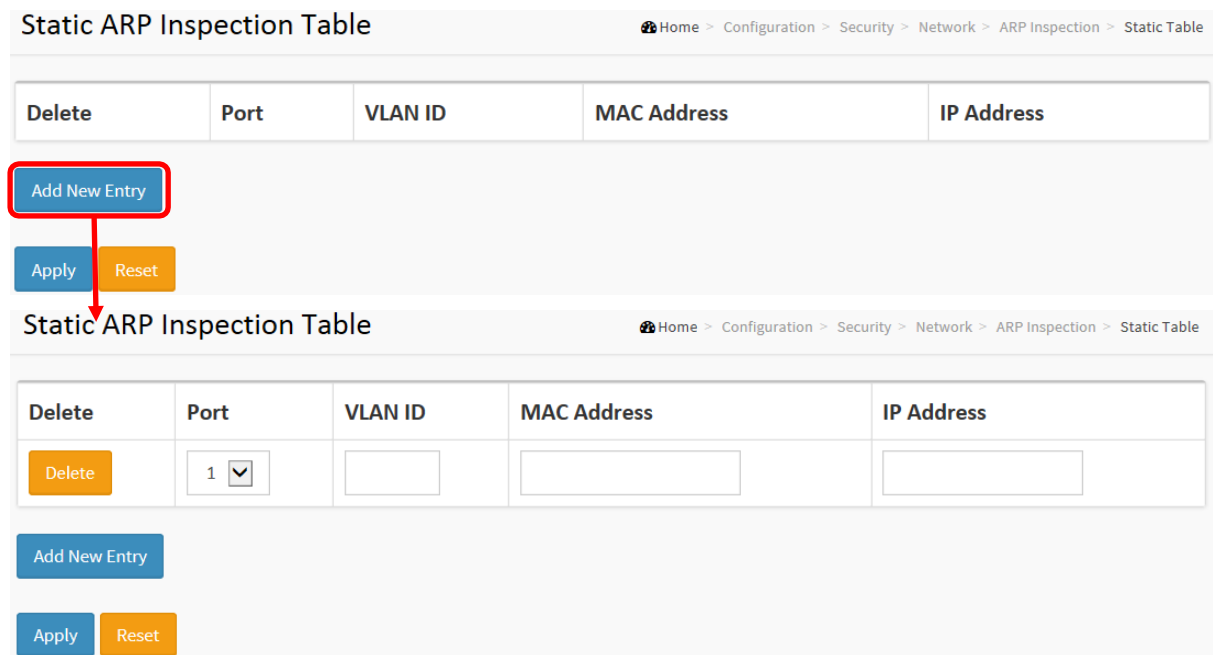 Static ARP Inspection Table
Home > Configuration > Security > Network > ARP Inspection > Static Table
Delete Port VLAN ID MAC Address IP Address
Add New Entry
Apply Reset
Static ARP Inspection Table
Home > Configuration > Security > Network > ARP Inspection > Static Table
Delete Port VLAN ID MAC Address IP Address
Delete 1
Add New Entry
Apply Reset